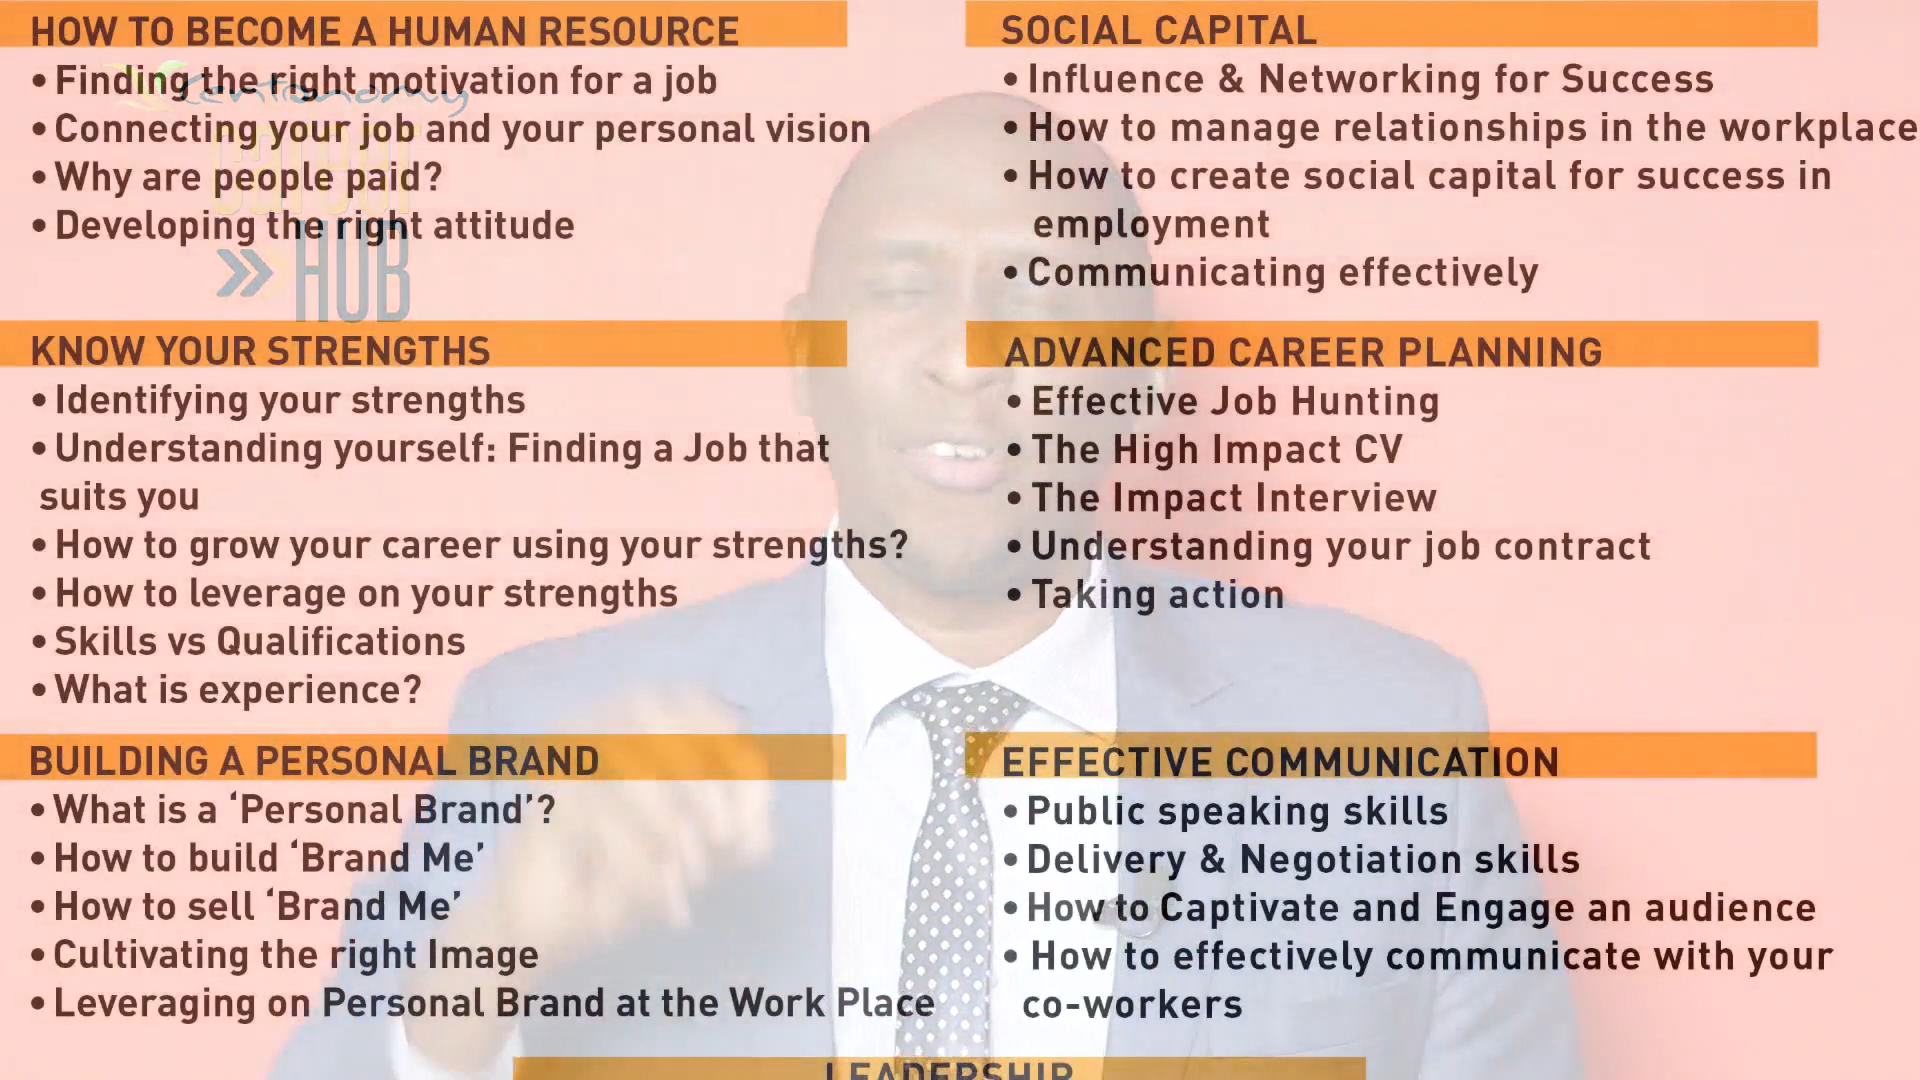 HOW TO BECOME A HUMAN RESOURCE
• Finding the right motivation for a job
• Connecting your job and your personal vision
• Why are people paid?
• Developing the right attitude
Centonomy
career
HUB
KNOW YOUR STRENGTHS
• Identifying your strengths
• Understanding yourself: Finding a Job that
suits you
• How to grow your career using your strengths?
• How to leverage on your strengths
• Skills vs Qualifications
• What is experience?
BUILDING A PERSONAL BRAND
• What is a ‘Personal Brand’?
• How to build ‘Brand Me’
• How to sell ‘Brand Me’
• Cultivating the right Image
• Leveraging on Personal Brand at the Work Place
SOCIAL CAPITAL
• Influence & Networking for Success
• How to manage relationships in the workplace
• How to create social capital for success in
employment
• Communicating effectively
ADVANCED CAREER PLANNING
• Effective Job Hunting
• The High Impact CV
• The Impact Interview
• Understanding your job contract
• Taking action
EFFECTIVE COMMUNICATION
• Public speaking skills
• Delivery & Negotiation skills
• How to Captivate and Engage an audience
• How to effectively communicate with your
co-workers
LEADERSHIP